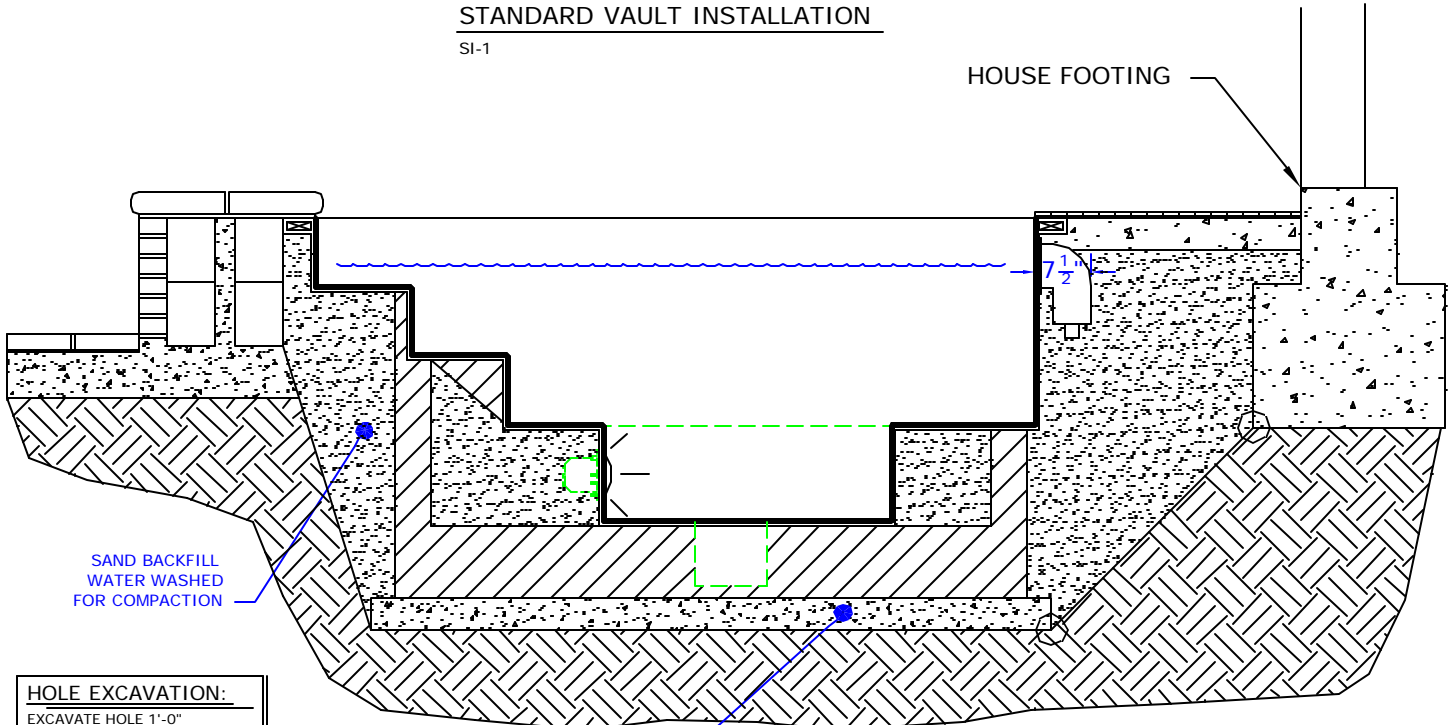 STANDARD VAULT INSTALLATION
SI-1
HOUSE FOOTING
7 1/2"
SAND BACKFILL
WATER WASHED
FOR COMPACTION
HOLE EXCAVATION:
EXCAVATE HOLE 1'-0"